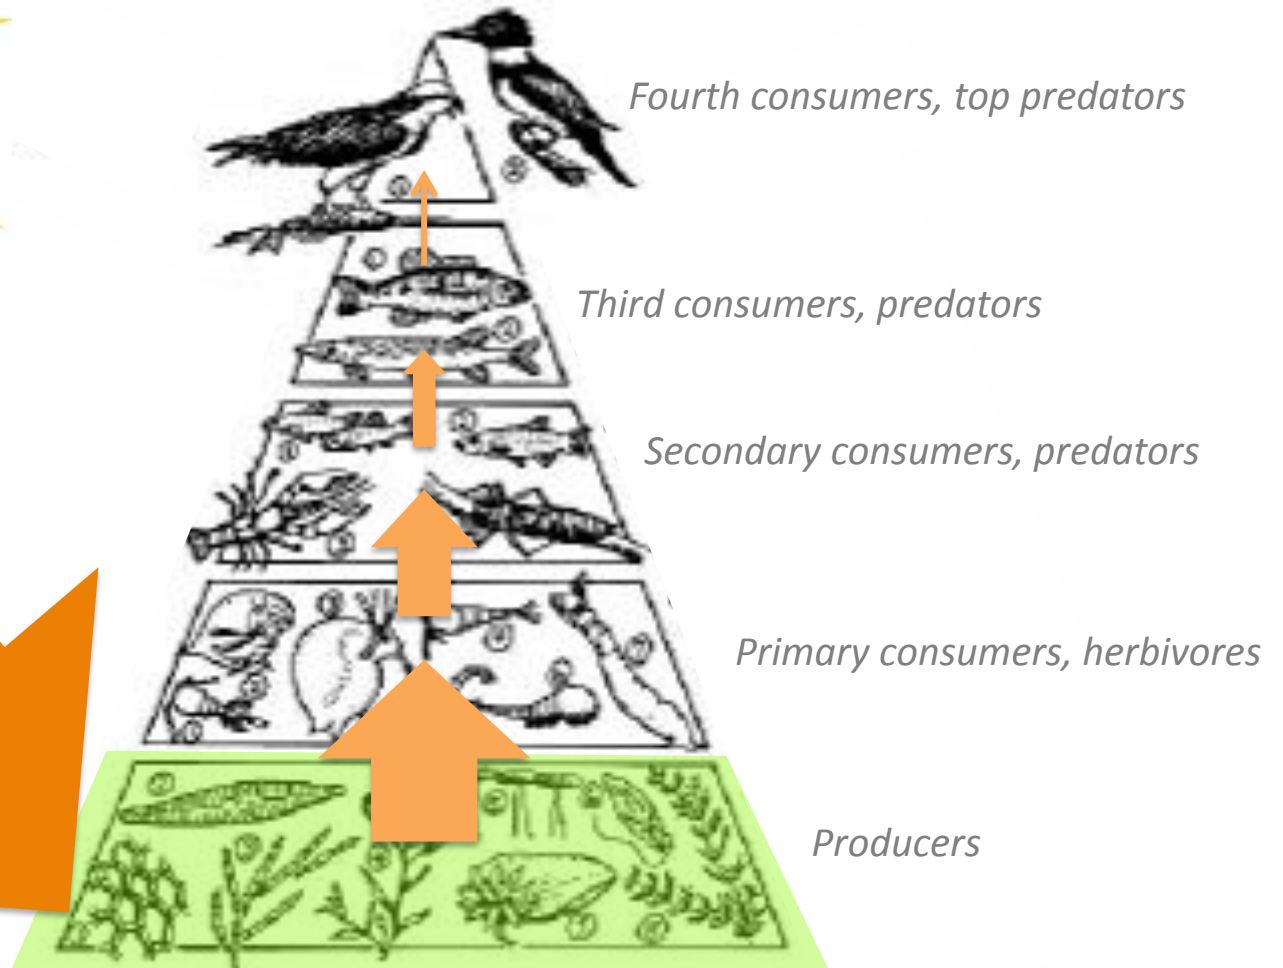 Fourth consumers, top predators
Third consumers, predators
Secondary consumers, predators
Primary consumers, herbivores
Producers